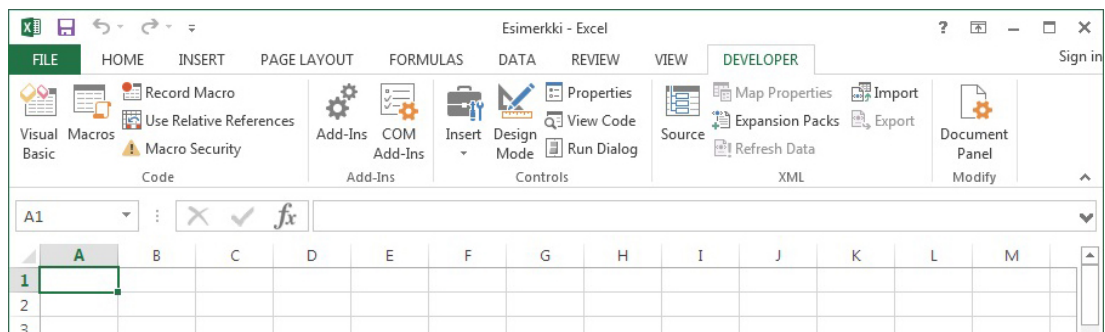 Esimerkki - Excel ?
FILE HOME INSERT PAGE LAYOUT FORMULAS DATA REVIEW VIEW DEVELOPER Sign in
Visual Basic
Macros
Record Macro
Use Relative References
Macro Security
Code
Add-Ins
COM Add-Ins
Add-Ins
Insert
Design Mode
Properties
View Code
Run Dialog
Controls
Source
Map Properties
Expansion Packs
Refresh Data
Import
Export
XML
Document Panel
Modify
A1 fx
A B C D E F G H I J K L M
1
2
3